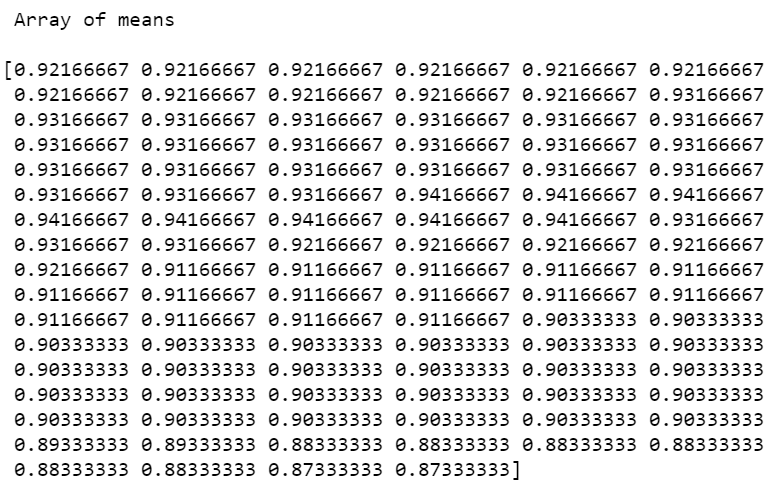 Array of means
[0.92166667 0.92166667 0.92166667 0.92166667 0.92166667 0.92166667
0.92166667 0.92166667 0.92166667 0.92166667 0.92166667 0.93166667
0.93166667 0.93166667 0.93166667 0.93166667 0.93166667 0.93166667
0.93166667 0.93166667 0.93166667 0.93166667 0.93166667 0.93166667
0.93166667 0.93166667 0.93166667 0.93166667 0.93166667 0.93166667
0.93166667 0.93166667 0.93166667 0.94166667 0.94166667 0.94166667
0.94166667 0.94166667 0.94166667 0.94166667 0.94166667 0.93166667
0.93166667 0.93166667 0.92166667 0.92166667 0.92166667 0.92166667
0.92166667 0.91166667 0.91166667 0.91166667 0.91166667 0.91166667
0.91166667 0.91166667 0.91166667 0.91166667 0.91166667 0.91166667
0.91166667 0.91166667 0.91166667 0.91166667 0.90333333 0.90333333
0.90333333 0.90333333 0.90333333 0.90333333 0.90333333 0.90333333
0.90333333 0.90333333 0.90333333 0.90333333 0.90333333 0.90333333
0.90333333 0.90333333 0.90333333 0.90333333 0.90333333 0.90333333
0.90333333 0.90333333 0.90333333 0.90333333 0.90333333 0.90333333
0.89333333 0.89333333 0.88333333 0.88333333 0.88333333 0.88333333
0.88333333 0.88333333 0.87333333 0.87333333]